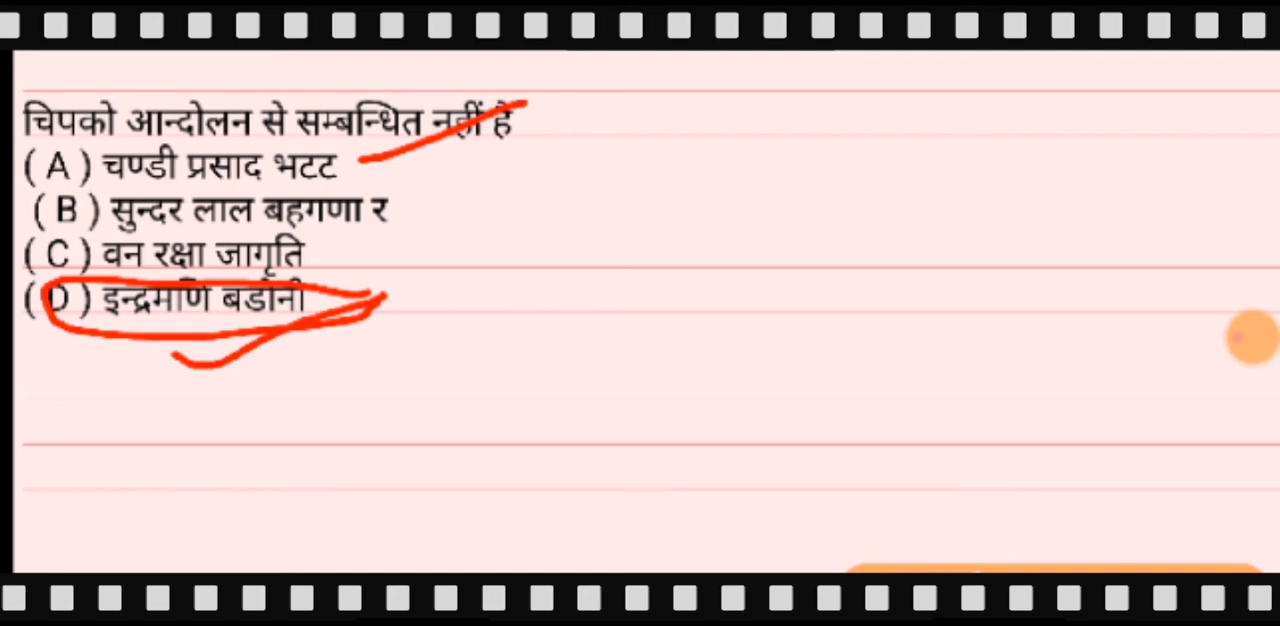 चिपको आन्दोलन से सम्बन्धित नहीं है
( A ) चण्डी प्रसाद भटट
( B ) सुन्दर लाल बहगणा र
( C ) वन रक्षा जागृति
( D ) इन्द्रमणि बडोनी